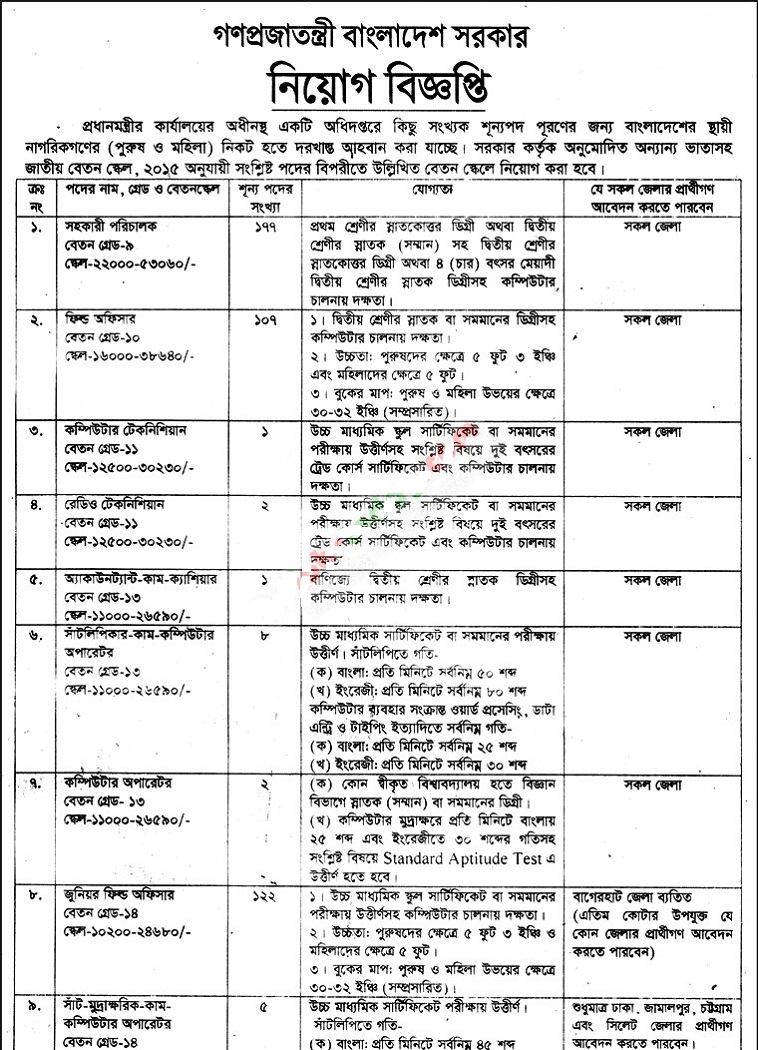 গণপ্রজাতন্ত্রী বাংলাদেশ সরকার
নিয়োগ বিজ্ঞপ্তি
প্রধানমন্ত্রীর কার্যালয়ের অধীনস্থ একটি অধিদপ্তরে কিছু সংখ্যক শূন্যপদ পূরণের জন্য বাংলাদেশের স্থায়ী
নাগরিকগণের (পুরুষ ও মহিলা) নিকট হতে দরখাস্ত আহবান করা যাচ্ছে। সরকার কর্তৃক অনুমোদিত অন্যান্য ভাতাসহ
জাতীয় বেতন স্কেল, ২০১৫ অনুযায়ী সংশ্লিষ্ট পদের বিপরীতে উল্লিখিত বেতন স্কেলে নিয়োগ করা হবে।
ক্রঃ নং
পদের নাম, গ্রেড ও বেতনস্কেল
শূন্য পদের
সংখ্যা
যোগ্যতা
যে সকল জেলার প্রার্থীগণ
আবেদন করতে পারবেন
১.
সহকারী পরিচালক
বেতন গ্রেড-৯
স্কেল-২২০০০-৫৩০৬০/-
১৭৭
প্রথম শ্রেণীর স্নাতকোত্তর ডিগ্রী অথবা দ্বিতীয়
শ্রেণীর স্নাতক (সম্মান) সহ দ্বিতীয় শ্রেণীর
স্নাতকোত্তর ডিগ্রী অথবা ৪ (চার) বৎসর মেয়াদী
দ্বিতীয় শ্রেণীর স্নাতক ডিগ্রীসহ কম্পিউটার
চালনায় দক্ষতা।
সকল জেলা
২.
ফিল্ড অফিসার
বেতন গ্রেড-১০
স্কেল-১৬০০০-৩৮৬৪০/-
১০৭
১। দ্বিতীয় শ্রেণীর স্নাতক বা সমমানের ডিগ্রীসহ
কম্পিউটার চালনায় দক্ষতা।
২। উচ্চতা: পুরুষদের ক্ষেত্রে ৫ ফুট ৩ ইঞ্চি
এবং মহিলাদের ক্ষেত্রে ৫ ফুট।
৩। বুকের মাপ: পুরুষ ও মহিলা উভয়ের ক্ষেত্রে
৩০-৩২ ইঞ্চি (সম্প্রসারিত)।
সকল জেলা
৩.
কম্পিউটার টেকনিশিয়ান
বেতন গ্রেড-১১
স্কেল-১২৫০০-৩০২৩০/-
১
উচ্চ মাধ্যমিক স্কুল সার্টিফিকেট বা সমমানের
পরীক্ষায় উত্তীর্ণসহ সংশ্লিষ্ট বিষয়ে দুই বৎসরের
ট্রেড কোর্স সার্টিফিকেট এবং কম্পিউটার চালনায়
দক্ষতা।
সকল জেলা
৪.
রেডিও টেকনিশিয়ান
বেতন গ্রেড-১১
স্কেল-১২৫০০-৩০২৩০/-
২
উচ্চ মাধ্যমিক স্কুল সার্টিফিকেট বা সমমানের
পরীক্ষায় উত্তীর্ণসহ সংশ্লিষ্ট বিষয়ে দুই বৎসরের
ট্রেড কোর্স সার্টিফিকেট এবং কম্পিউটার চালনায়
দক্ষতা
সকল জেলা
৫.
অ্যাকাউনট্যান্ট-কাম-ক্যাশিয়ার
বেতন গ্রেড-১৩
স্কেল-১১০০০-২৬৫৯০/-
১
বাণিজ্যে দ্বিতীয় শ্রেণীর স্নাতক ডিগ্রীসহ
কম্পিউটার চালনায় দক্ষতা।
সকল জেলা
৬.
সাঁটলিপিকার-কাম-কম্পিউটার
অপারেটর
বেতন গ্রেড-১৩
স্কেল-১১০০০-২৬৫৯০/-
৮
উচ্চ মাধ্যমিক সার্টিফিকেট বা সমমানের পরীক্ষায়
উত্তীর্ণ। সাঁটলিপিতে গতি-
(ক) বাংলা: প্রতি মিনিটে সর্বনিম্ন ৫০ শব্দ
(খ) ইংরেজী: প্রতি মিনিটে সর্বনিম্ন ৮০ শব্দ
কম্পিউটার ব্যবহার সংক্রান্ত ওয়ার্ড প্রসেসিং, ডাটা
এন্ট্রি ও টাইপিং ইত্যাদিতে সর্বনিম্ন গতি-
(ক) বাংলা: প্রতি মিনিটে সর্বনিম্ন ২৫ শব্দ
(খ) ইংরেজী: প্রতি মিনিটে সর্বনিম্ন ৩০ শব্দ
সকল জেলা
৭.
কম্পিউটার অপারেটর
বেতন গ্রেড- ১৩
স্কেল-১১০০০-২৬৫৯০/-
২
(ক) কোন স্বীকৃত বিশ্ববিদ্যালয় হতে বিজ্ঞান
বিভাগে স্নাতক (সম্মান) বা সমমানের ডিগ্রী।
(খ) কম্পিউটার মুদ্রাক্ষরে প্রতি মিনিটে বাংলায়
২৫ শব্দ এবং ইংরেজীতে ৩০ শব্দের গতিসহ
সংশ্লিষ্ট বিষয়ে Standard Aptitude Test এ
উত্তীর্ণ হতে হবে।
সকল জেলা
৮.
জুনিয়র ফিল্ড অফিসার
বেতন গ্রেড-১৪
স্কেল-১০২০০-২৪৬৮০/-
১২২
১। উচ্চ মাধ্যমিক স্কুল সার্টিফিকেট বা সমমানের
পরীক্ষায় উত্তীর্ণসহ কম্পিউটার চালনায় দক্ষতা।
২। উচ্চতা: পুরুষদের ক্ষেত্রে ৫ ফুট ৩ ইঞ্চি ও
মহিলাদের ক্ষেত্রে ৫ ফুট।
৩। বুকের মাপ: পুরুষ ও মহিলা উভয়ের ক্ষেত্রে
৩০-৩২ ইঞ্চি (সম্প্রসারিত)।
বাগেরহাট জেলা ব্যতিত
(এতিম কোটার উপযুক্ত যে
কোন জেলার প্রার্থীগণ আবেদন
করতে পারবেন)
৯.
সাঁট-মুদ্রাক্ষরিক-কাম-
কম্পিউটার অপারেটর
বেতন গ্রেড-১৪
৫
উচ্চ মাধ্যমিক সার্টিফিকেট পরীক্ষায় উত্তীর্ণ।
সাঁটলিপিতে গতি-
(ক) বাংলা: প্রতি মিনিটে সর্বনিম্ন ৪৫ শব্দ
শুধুমাত্র ঢাকা, জামালপুর, চট্টগ্রাম
এবং সিলেট জেলার প্রার্থীগণ
আবেদন করতে পারবেন।